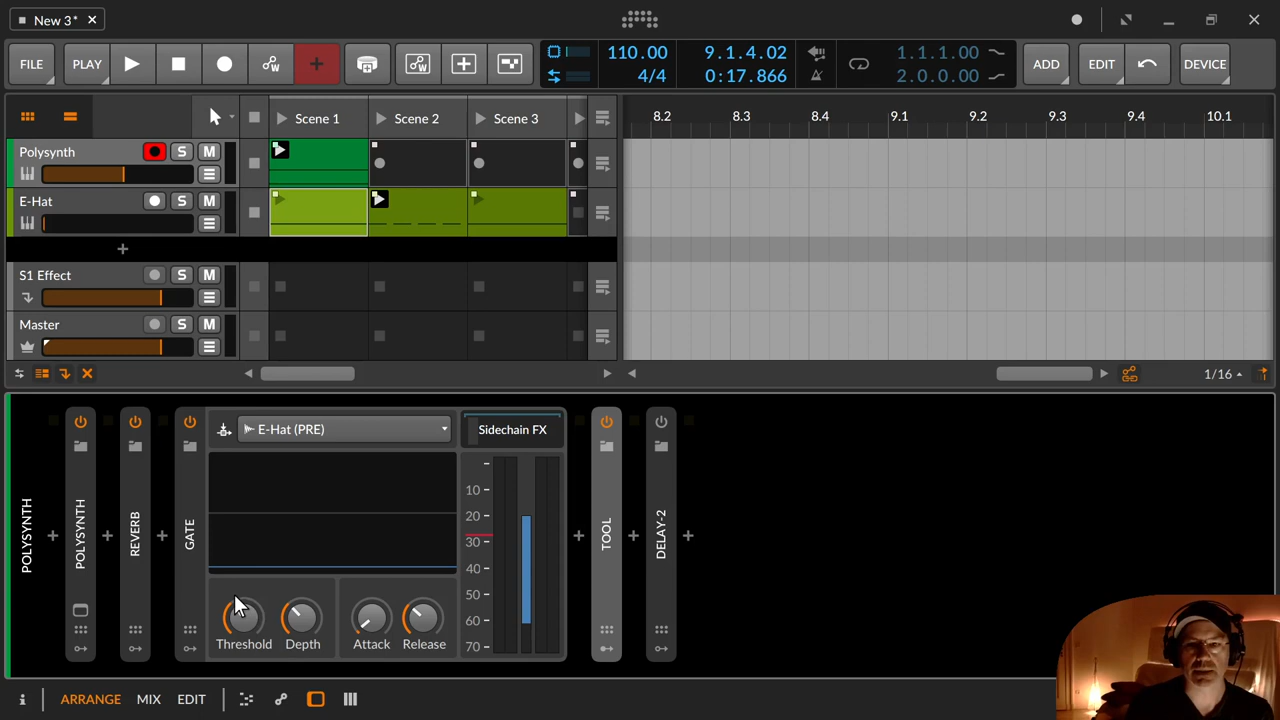 New 3*
FILE
PLAY
110.00
4/4
9.1.4.02
0:17.866
1.1.1.00
2.0.0.00
ADD
EDIT
DEVICE
Scene 1
Scene 2
Scene 3
8.2
8.3
8.4
9.1
9.2
9.3
9.4
10.1
Polysynth
S
M
E-Hat
S
M
S1 Effect
S
M
Master
S
M
1/16
POLYSYNTH
POLYSYNTH
REVERB
GATE
E-Hat (PRE)
Sidechain FX
10
20
30
40
50
60
70
Threshold
Depth
Attack
Release
TOOL
DELAY-2
ARRANGE
MIX
EDIT